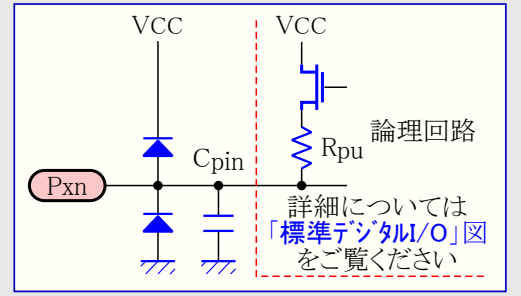 VCC
VCC
論理回路
Rpu
Cpin
Pxn
詳細については
「標準デジタルI/O」図
をご覧ください